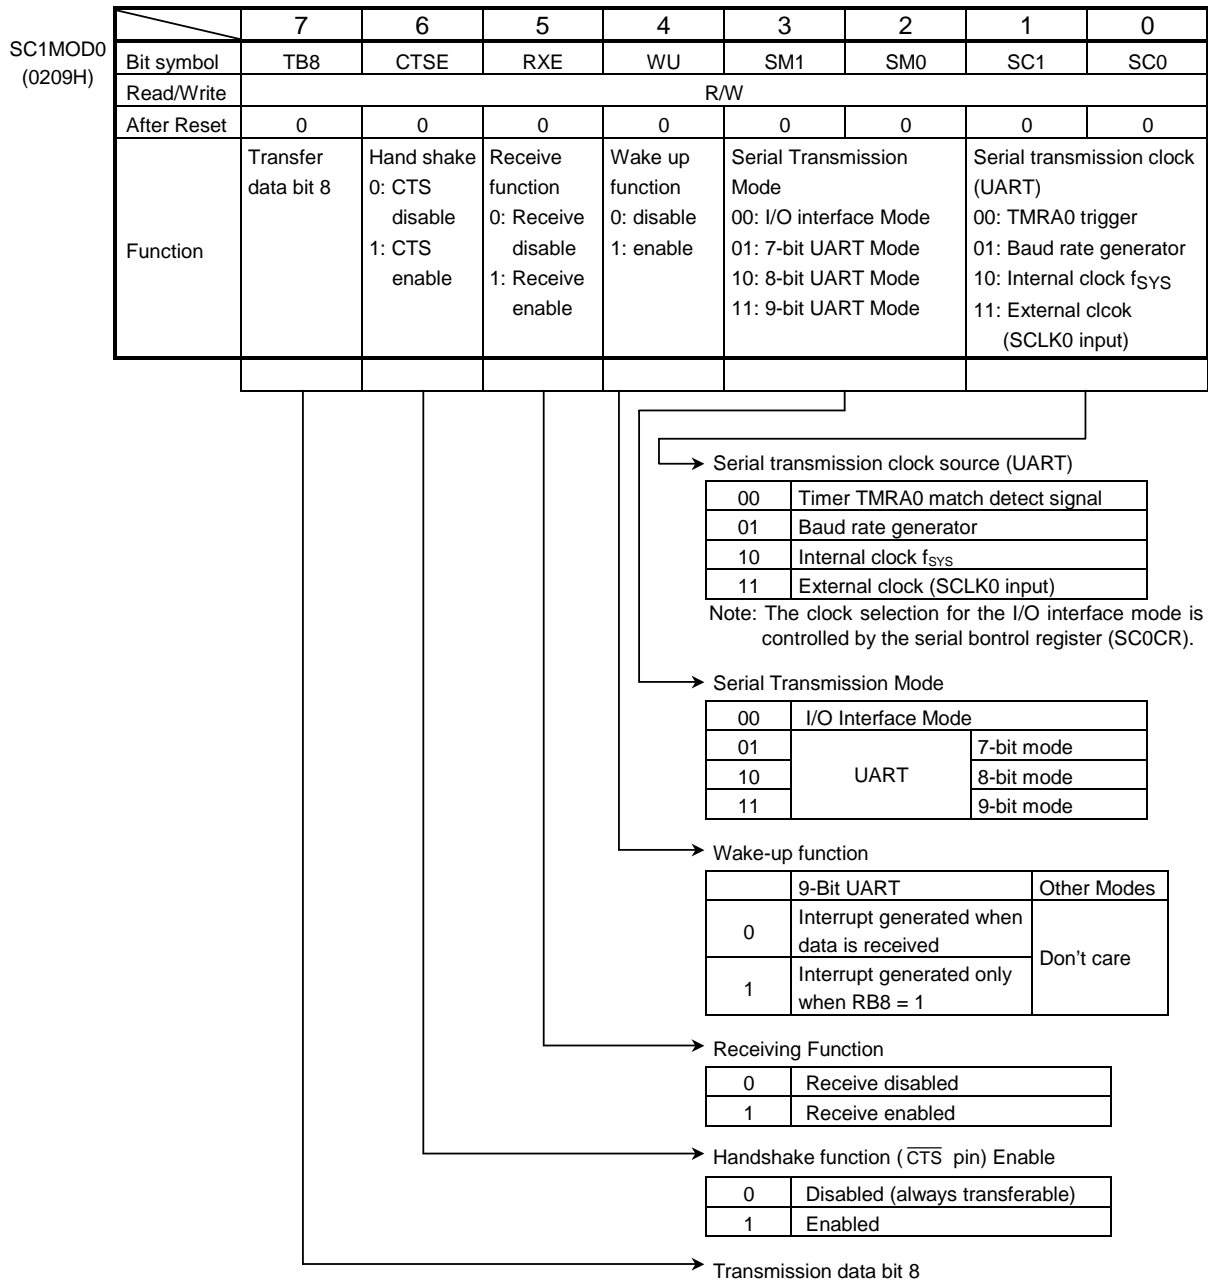 7 6 5 4 3 2 1 0
SC1MOD0
(0209H)
Bit symbol TB8 CTSE RXE WU SM1 SM0 SC1 SC0
Read/Write R/W
After Reset 0 0 0 0 0 0 0 0
Function
Transfer
data bit 8
Hand shake
0: CTS
disable
1: CTS
enable
Receive
function
0: Receive
disable
1: Receive
enable
Wake up
function
0: disable
1: enable
Serial Transmission
Mode
00: I/O interface Mode
01: 7-bit UART Mode
10: 8-bit UART Mode
11: 9-bit UART Mode
Serial transmission clock
(UART)
00: TMRA0 trigger
01: Baud rate generator
10: Internal clock fSYS
11: External clcok
(SCLK0 input)
Serial transmission clock source (UART)
00 Timer TMRA0 match detect signal
01 Baud rate generator
10 Internal clock fSYS
11 External clock (SCLK0 input)
Note: The clock selection for the I/O interface mode is
controlled by the serial bontrol register (SC0CR).
Serial Transmission Mode
00 I/O Interface Mode
01 UART 7-bit mode
10 8-bit mode
11 9-bit mode
Wake-up function
9-Bit UART Other Modes
0 Interrupt generated when
data is received
Don't care
1 Interrupt generated only
when RB8 = 1
Receiving Function
0 Receive disabled
1 Receive enabled
Handshake function ( C̅T̅S̅ pin) Enable
0 Disabled (always transferable)
1 Enabled
Transmission data bit 8